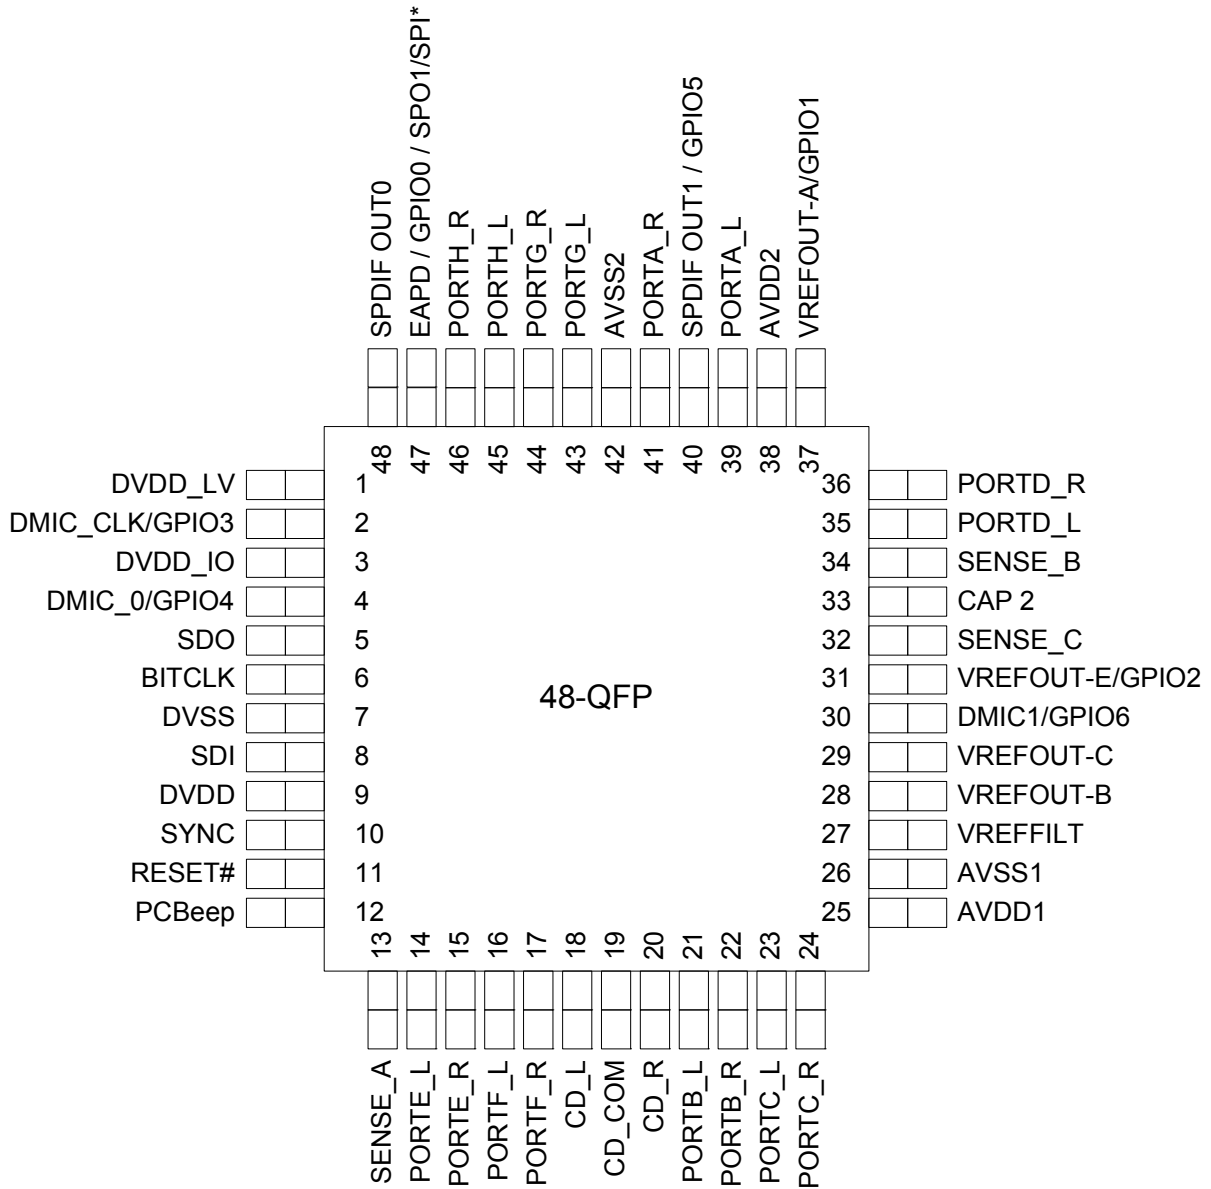 SPDIF OUT0
EAPD / GPIO0 / SPO1/SPI*
PORTH_R
PORTH_L
PORTG_R
PORTG_L
AVSS2
PORTA_R
SPDIF OUT1 / GPIO5
PORTA_L
AVDD2
VREFOUT-A/GPIO1
48
47
46
45
44
43
42
41
40
39
38
37
DVDD_LV 1
DMIC_CLK/GPIO3 2
DVDD_IO 3
DMIC_0/GPIO4 4
SDO 5
BITCLK 6
DVSS 7
SDI 8
DVDD 9
SYNC 10
RESET# 11
PCBeep 12
48-QFP
36 PORTD_R
35 PORTD_L
34 SENSE_B
33 CAP 2
32 SENSE_C
31 VREFOUT-E/GPIO2
30 DMIC1/GPIO6
29 VREFOUT-C
28 VREFOUT-B
27 VREFFILT
26 AVSS1
25 AVDD1
13
14
15
16
17
18
19
20
21
22
23
24
SENSE_A
PORTE_L
PORTE_R
PORTF_L
PORTF_R
CD_L
CD_COM
CD_R
PORTB_L
PORTB_R
PORTC_L
PORTC_R